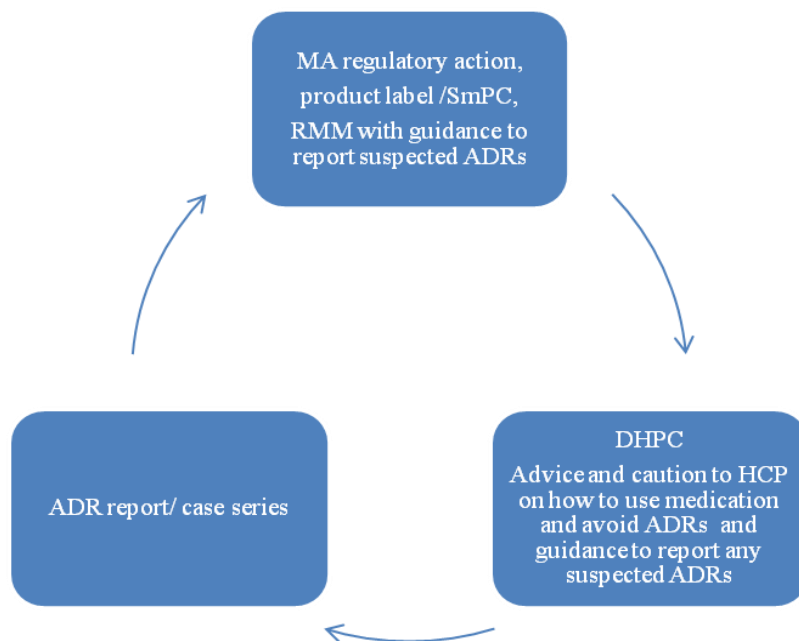 MA regulatory action,
product label /SmPC,
RMM with guidance to
report suspected ADRs
DHPC
Advice and caution to HCP
on how to use medication
and avoid ADRs and
guidance to report any
suspected ADRs
ADR report/ case series